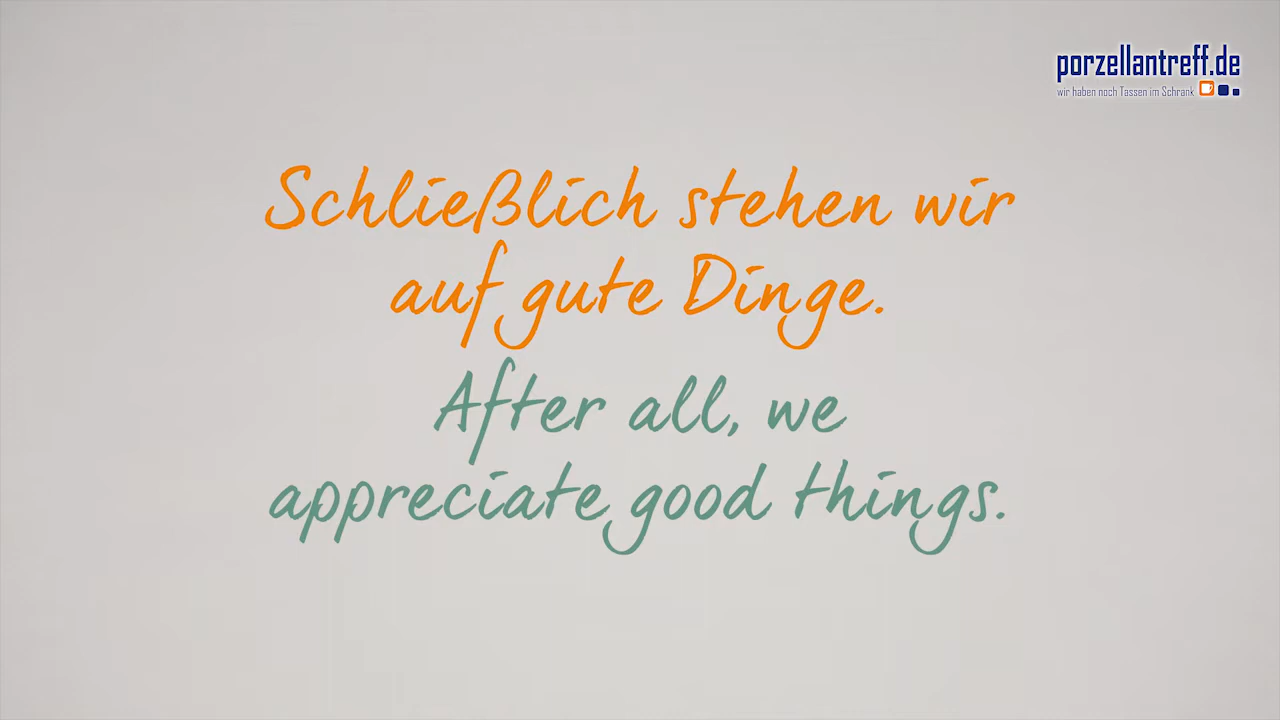 porzellantreff.de
wir haben noch Tassen im Schrank
Schließlich stehen wir
auf gute Dinge.
After all, we
appreciate good things.